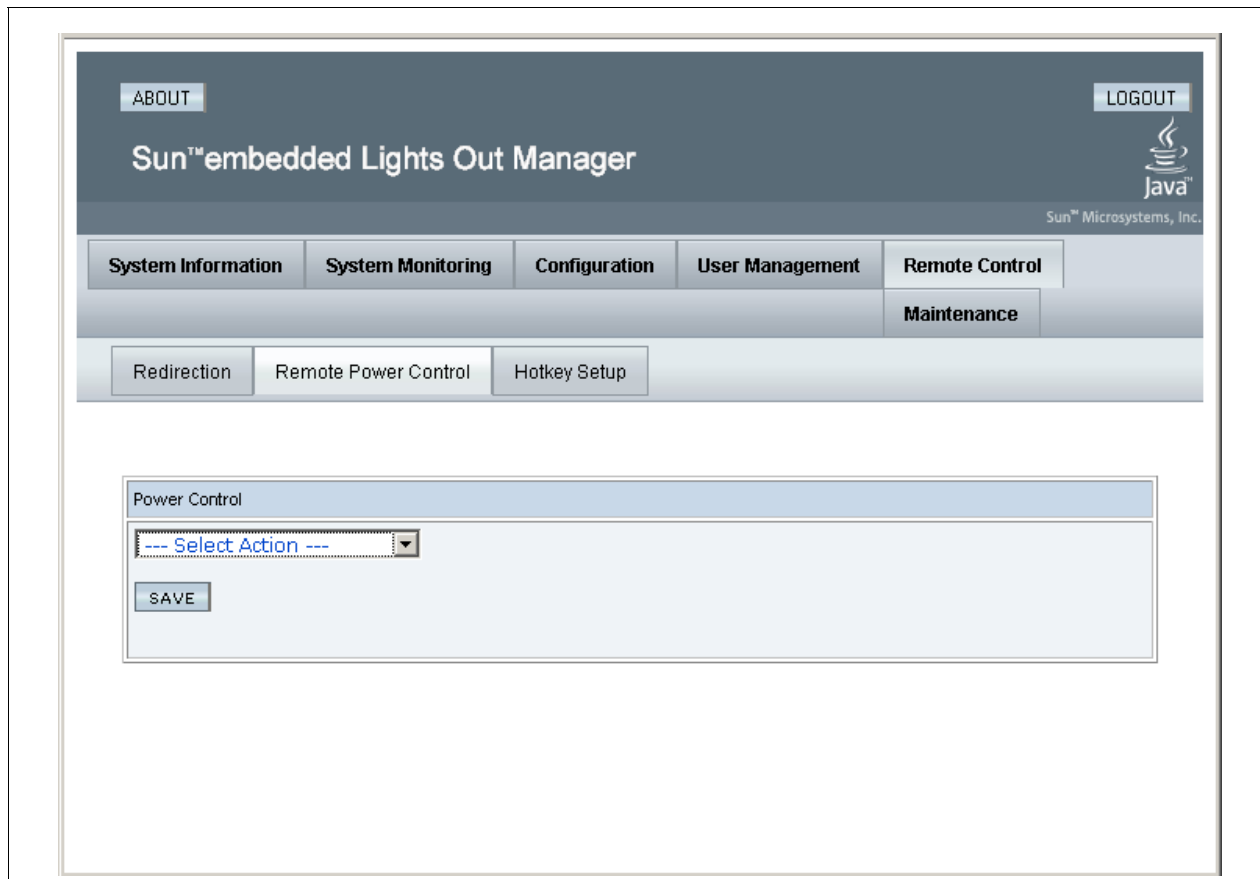 ABOUT
LOGOUT
Sun™embedded Lights Out Manager
Java™
Sun™ Microsystems, Inc.
System Information System Monitoring Configuration User Management Remote Control
Maintenance
Redirection Remote Power Control Hotkey Setup
Power Control
--- Select Action ---
SAVE